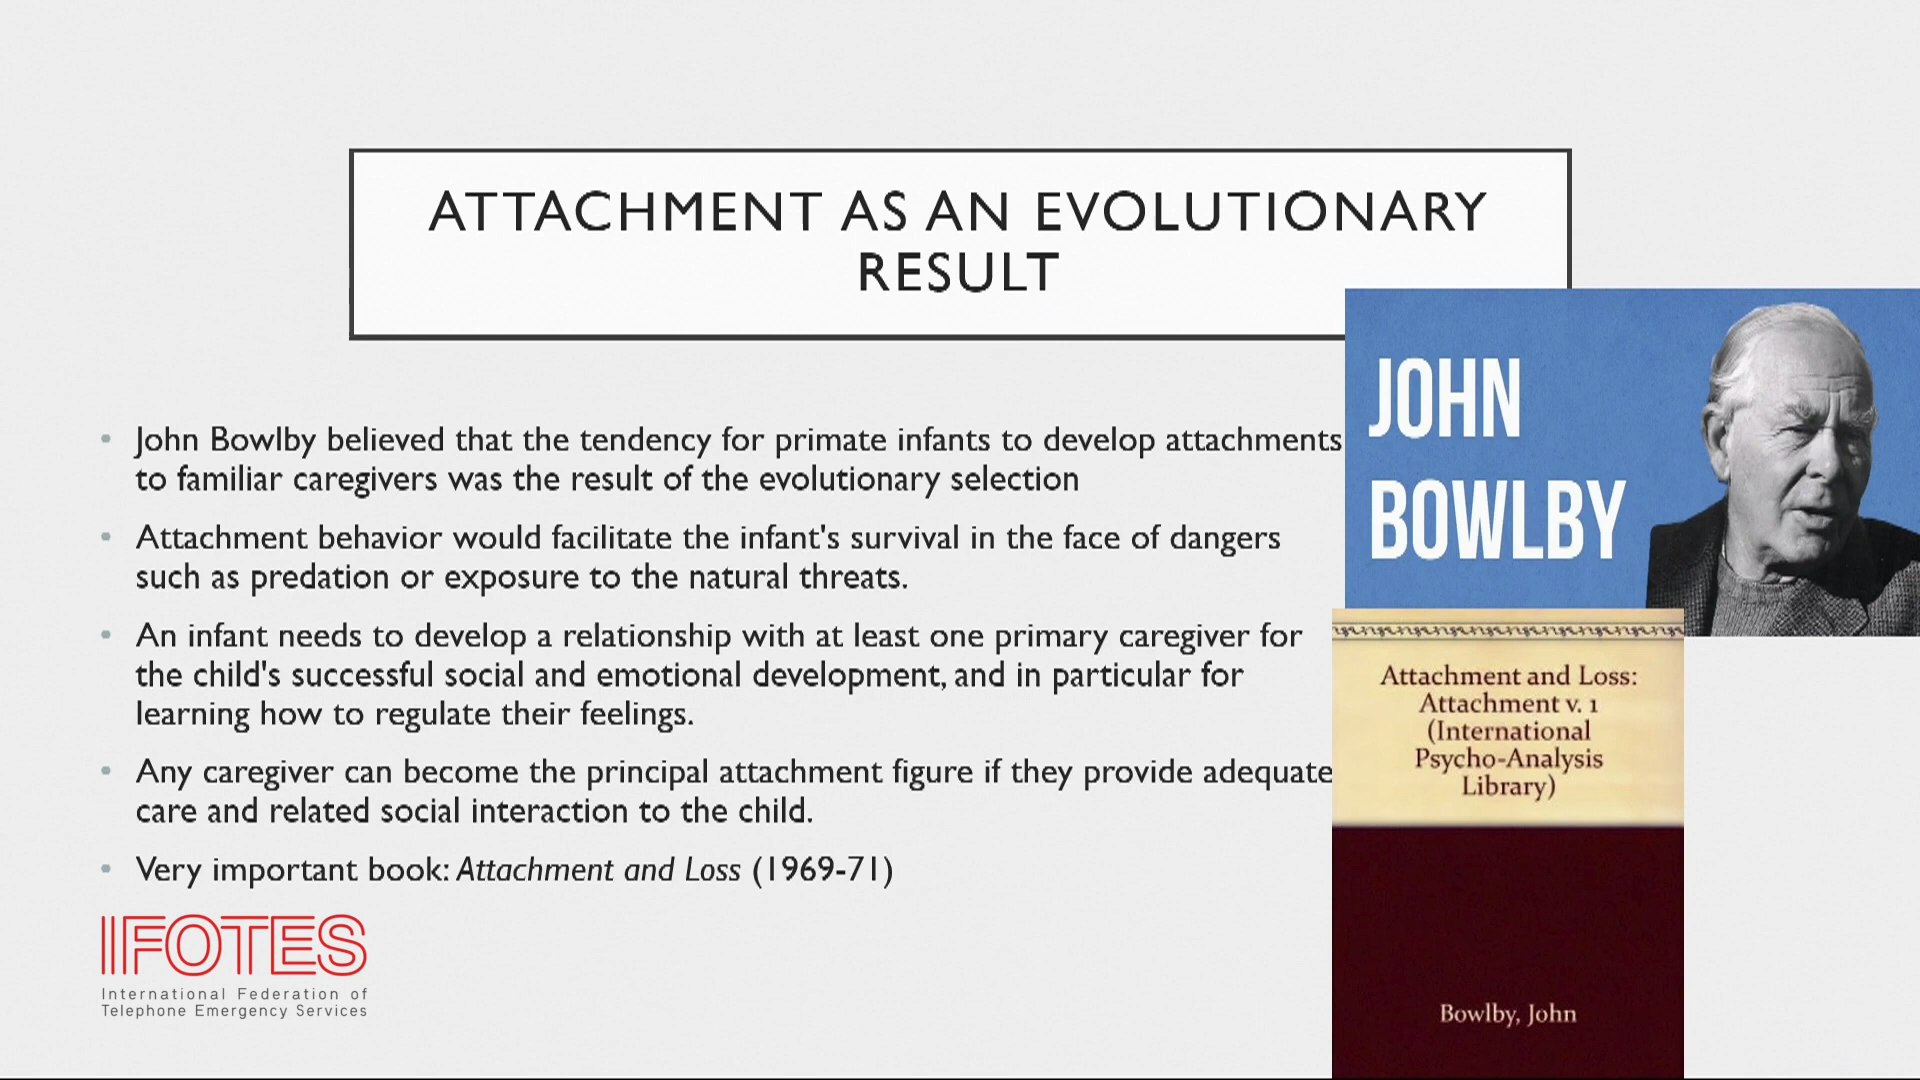 ATTACHMENT AS AN EVOLUTIONARY
RESULT
John Bowlby believed that the tendency for primate infants to develop attachments
to familiar caregivers was the result of the evolutionary selection
Attachment behavior would facilitate the infant's survival in the face of dangers
such as predation or exposure to the natural threats.
An infant needs to develop a relationship with at least one primary caregiver for
the child's successful social and emotional development, and in particular for
learning how to regulate their feelings.
Any caregiver can become the principal attachment figure if they provide adequate
care and related social interaction to the child.
Very important book: Attachment and Loss (1969-71)
JOHN
BOWLBY
Attachment and Loss:
Attachment v. 1
(International
Psycho-Analysis
Library)
Bowlby, John
IFOTES
International Federation of
Telephone Emergency Services